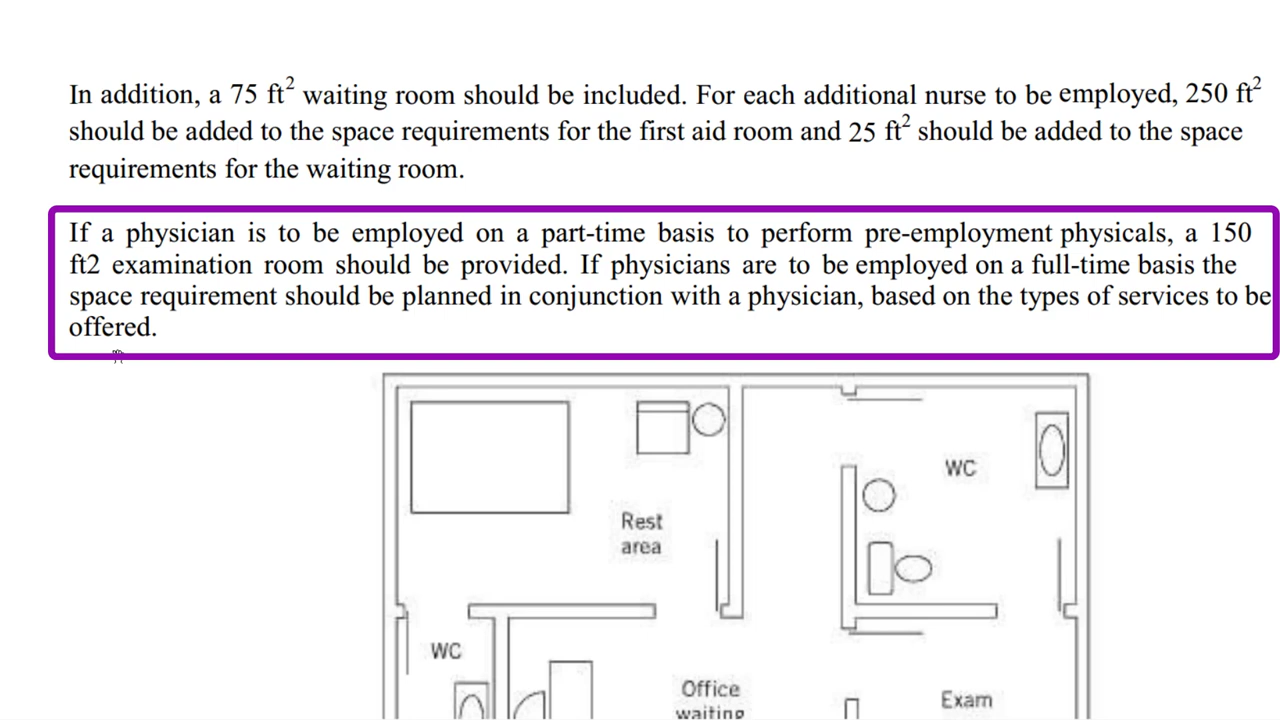 In addition, a 75 ft² waiting room should be included. For each additional nurse to be employed, 250 ft²
should be added to the space requirements for the first aid room and 25 ft² should be added to the space
requirements for the waiting room.
If a physician is to be employed on a part-time basis to perform pre-employment physicals, a 150
ft2 examination room should be provided. If physicians are to be employed on a full-time basis the
space requirement should be planned in conjunction with a physician, based on the types of services to be
offered.
WC
Rest
area
WC
Office
waiting
Exam